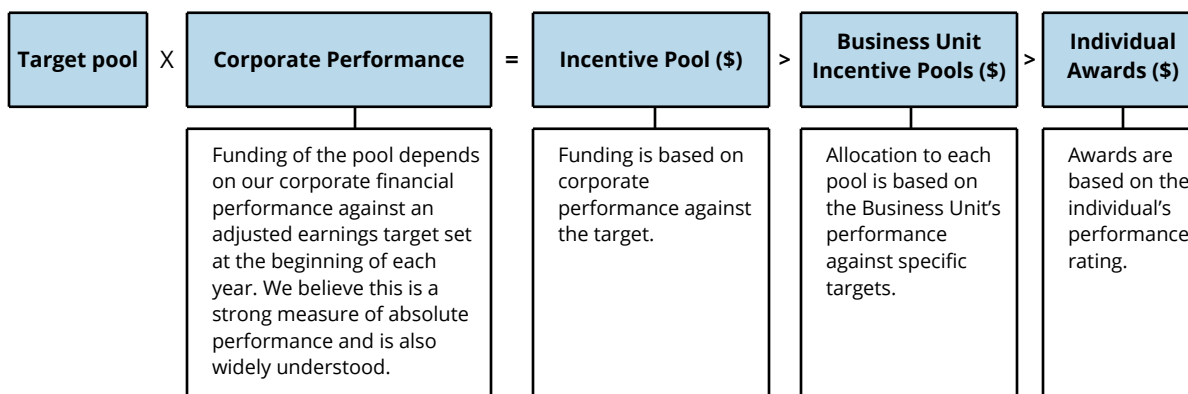 Target pool
X
Corporate Performance
=
Incentive Pool ($)
>
Business Unit
Incentive Pools ($)
>
Individual
Awards ($)
Funding of the pool depends
on our corporate financial
performance against an
adjusted earnings target set
at the beginning of each
year. We believe this is a
strong measure of absolute
performance and is also
widely understood.
Funding is based on
corporate
performance against
the target.
Allocation to each
pool is based on
the Business Unit’s
performance
against specific
targets.
Awards are
based on the
individual’s
performance
rating.